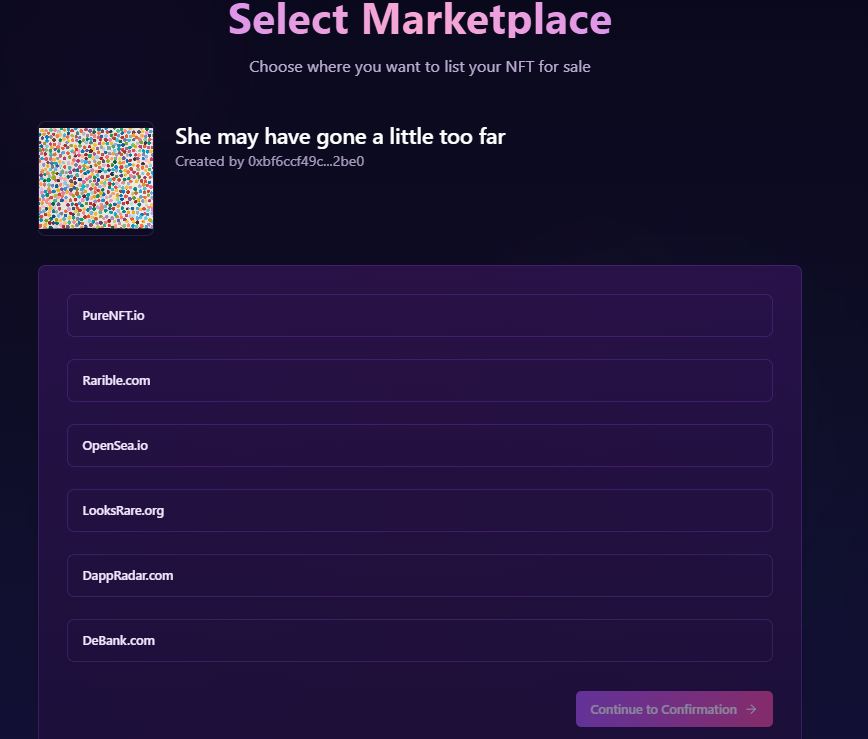 Select Marketplace
Choose where you want to list your NFT for sale
She may have gone a little too far
Created by 0xbf6ccf49c...2be0
PureNFT.io
Rarible.com
OpenSea.io
LooksRare.org
DappRadar.com
DeBank.com
Continue to Confirmation →